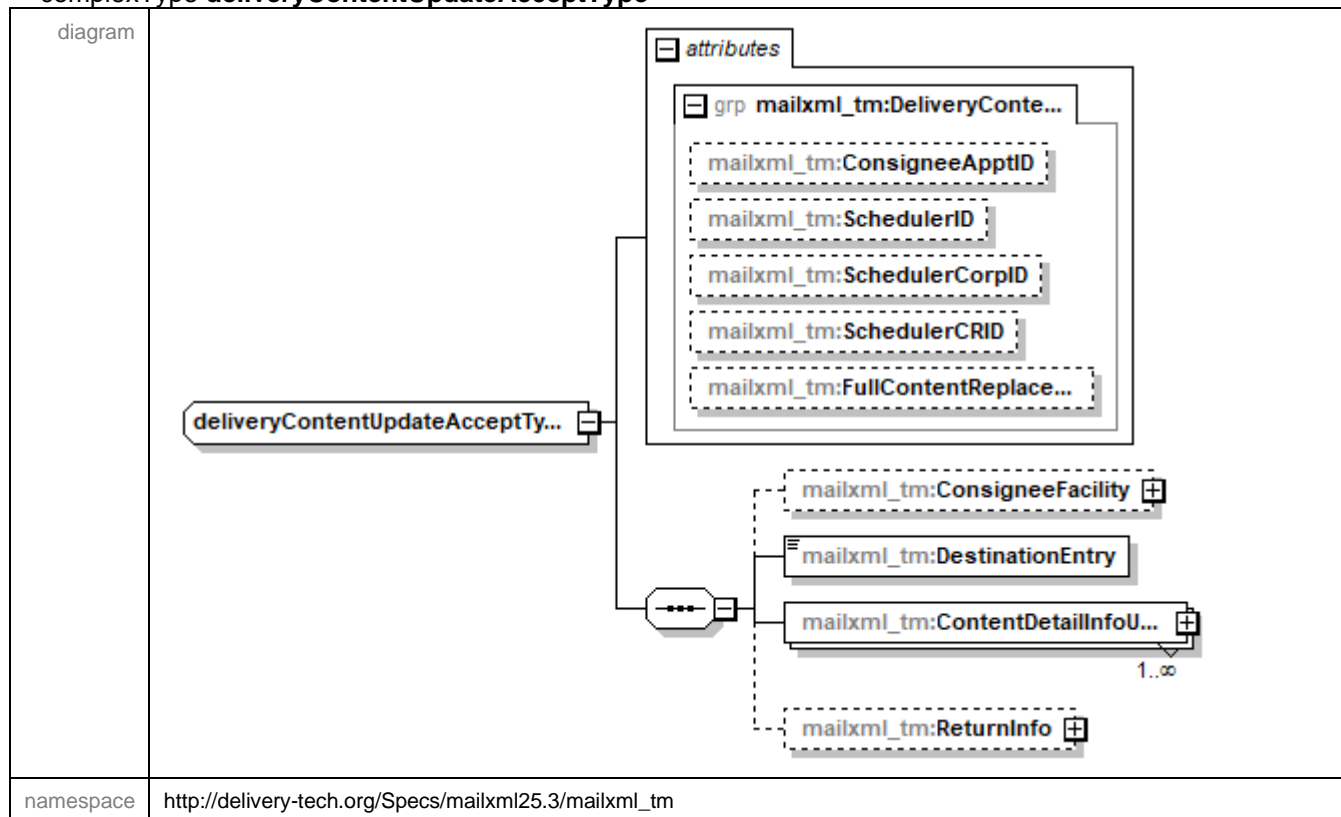 complexType deliveryContentUpdateAcceptType
diagram
attributes
grp mailxml_tm:DeliveryConte...
mailxml_tm:ConsigneeApptID
mailxml_tm:SchedulerID
mailxml_tm:SchedulerCorpID
mailxml_tm:SchedulerCRID
mailxml_tm:FullContentReplace...
deliveryContentUpdateAcceptTy...
mailxml_tm:ConsigneeFacility
mailxml_tm:DestinationEntry
mailxml_tm:ContentDetailInfoU...
1..∞
mailxml_tm:ReturnInfo
namespace http://delivery-tech.org/Specs/mailxml25.3/mailxml_tm